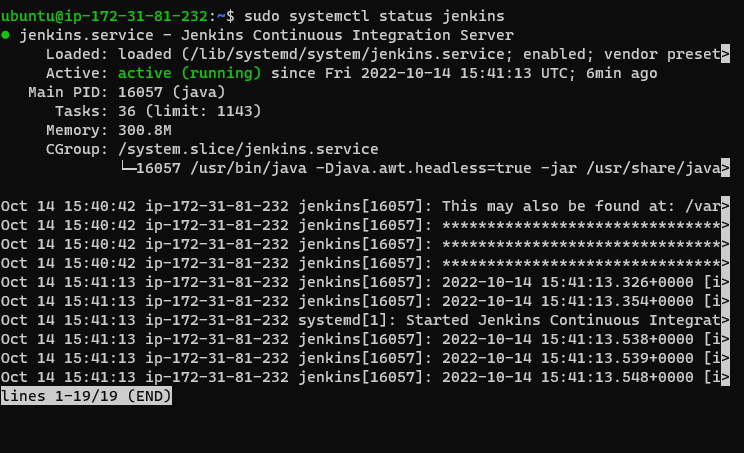 ubuntu@ip-172-31-81-232:~$ sudo systemctl status jenkins
● jenkins.service - Jenkins Continuous Integration Server
     Loaded: loaded (/lib/systemd/system/jenkins.service; enabled; vendor preset>
     Active: active (running) since Fri 2022-10-14 15:41:13 UTC; 6min ago
   Main PID: 16057 (java)
      Tasks: 36 (limit: 1143)
     Memory: 300.8M
     CGroup: /system.slice/jenkins.service
             └─16057 /usr/bin/java -Djava.awt.headless=true -jar /usr/share/java>
Oct 14 15:40:42 ip-172-31-81-232 jenkins[16057]: This may also be found at: /var>
Oct 14 15:40:42 ip-172-31-81-232 jenkins[16057]: *******************************>
Oct 14 15:40:42 ip-172-31-81-232 jenkins[16057]: *******************************>
Oct 14 15:40:42 ip-172-31-81-232 jenkins[16057]: *******************************>
Oct 14 15:41:13 ip-172-31-81-232 jenkins[16057]: 2022-10-14 15:41:13.326+0000 [i>
Oct 14 15:41:13 ip-172-31-81-232 jenkins[16057]: 2022-10-14 15:41:13.354+0000 [i>
Oct 14 15:41:13 ip-172-31-81-232 systemd[1]: Started Jenkins Continuous Integrat>
Oct 14 15:41:13 ip-172-31-81-232 jenkins[16057]: 2022-10-14 15:41:13.538+0000 [i>
Oct 14 15:41:13 ip-172-31-81-232 jenkins[16057]: 2022-10-14 15:41:13.539+0000 [i>
Oct 14 15:41:13 ip-172-31-81-232 jenkins[16057]: 2022-10-14 15:41:13.548+0000 [i>
lines 1-19/19 (END)